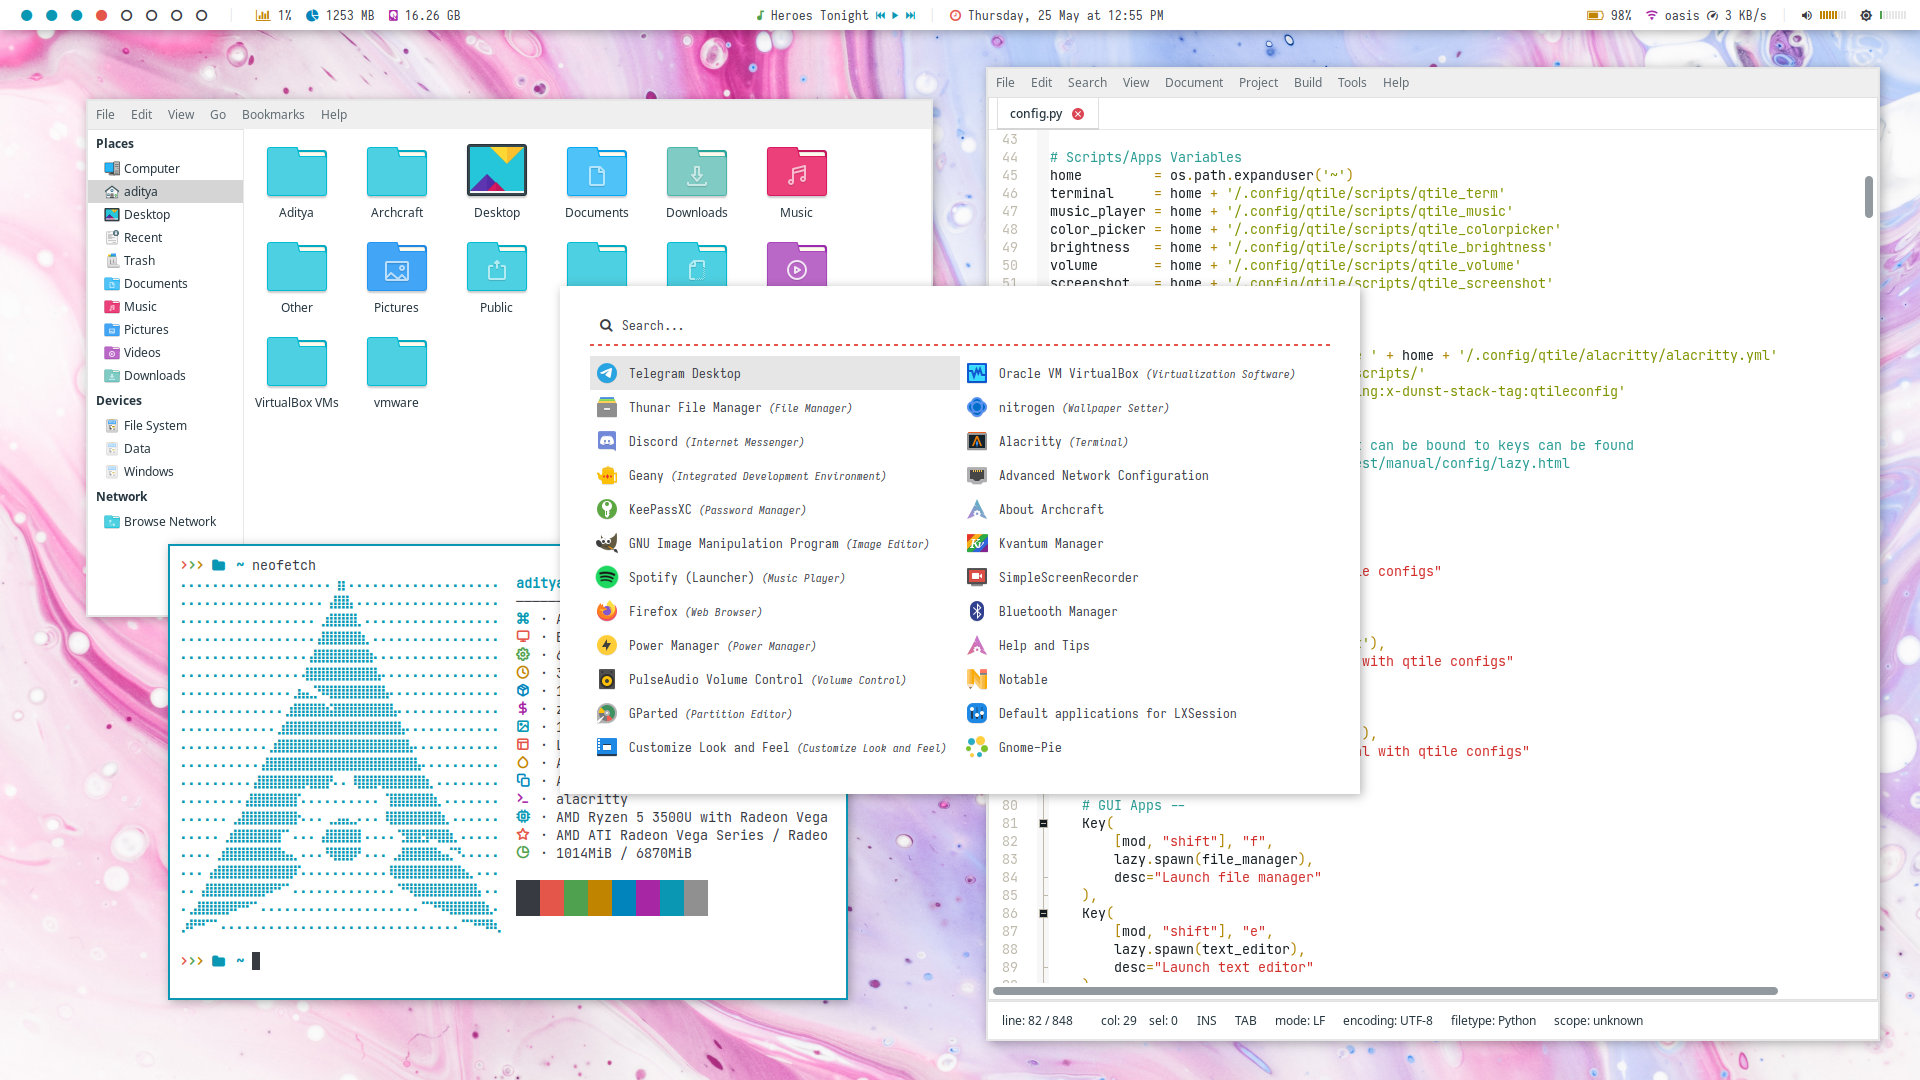 1% 1253 MB 16.26 GB
Heroes Tonight Thursday, 25 May at 12:55 PM
98% oasis 3 KB/s
File Edit View Go Bookmarks Help
Places
Computer
aditya
Desktop
Recent
Trash
Documents
Music
Pictures
Videos
Downloads
Devices
File System
Data
Windows
Network
Browse Network
Aditya Archcraft Desktop Documents Downloads Music
Other Pictures Public
VirtualBox VMs vmware
>>> ~ neofetch
aditya
· alacritty
· AMD Ryzen 5 3500U with Radeon Vega
· AMD ATI Radeon Vega Series / Radeo
· 1014MiB / 6870MiB
>>> ~
Search...
Telegram Desktop
Thunar File Manager (File Manager)
Discord (Internet Messenger)
Geany (Integrated Development Environment)
KeePassXC (Password Manager)
GNU Image Manipulation Program (Image Editor)
Spotify (Launcher) (Music Player)
Firefox (Web Browser)
Power Manager (Power Manager)
PulseAudio Volume Control (Volume Control)
GParted (Partition Editor)
Customize Look and Feel (Customize Look and Feel)
Oracle VM VirtualBox (Virtualization Software)
nitrogen (Wallpaper Setter)
Alacritty (Terminal)
Advanced Network Configuration
About Archcraft
Kvantum Manager
SimpleScreenRecorder
Bluetooth Manager
Help and Tips
Notable
Default applications for LXSession
Gnome-Pie
File Edit Search View Document Project Build Tools Help
config.py
43
44 # Scripts/Apps Variables
45 home = os.path.expanduser('~')
46 terminal = home + '/.config/qtile/scripts/qtile_term'
47 music_player = home + '/.config/qtile/scripts/qtile_music'
48 color_picker = home + '/.config/qtile/scripts/qtile_colorpicker'
49 brightness = home + '/.config/qtile/scripts/qtile_brightness'
50 volume = home + '/.config/qtile/scripts/qtile_volume'
51 screenshot = home + '/.config/qtile/scripts/qtile_screenshot'
' + home + '/.config/qtile/alacritty/alacritty.yml'
scripts/'
ng:x-dunst-stack-tag:qtileconfig'
t can be bound to keys can be found
est/manual/config/lazy.html
e configs"
'),
with qtile configs"
),
l with qtile configs"
80 # GUI Apps --
81 Key(
82 [mod, "shift"], "f",
83 lazy.spawn(file_manager),
84 desc="Launch file manager"
85 ),
86 Key(
87 [mod, "shift"], "e",
88 lazy.spawn(text_editor),
89 desc="Launch text editor"
line: 82 / 848 col: 29 sel: 0 INS TAB mode: LF encoding: UTF-8 filetype: Python scope: unknown